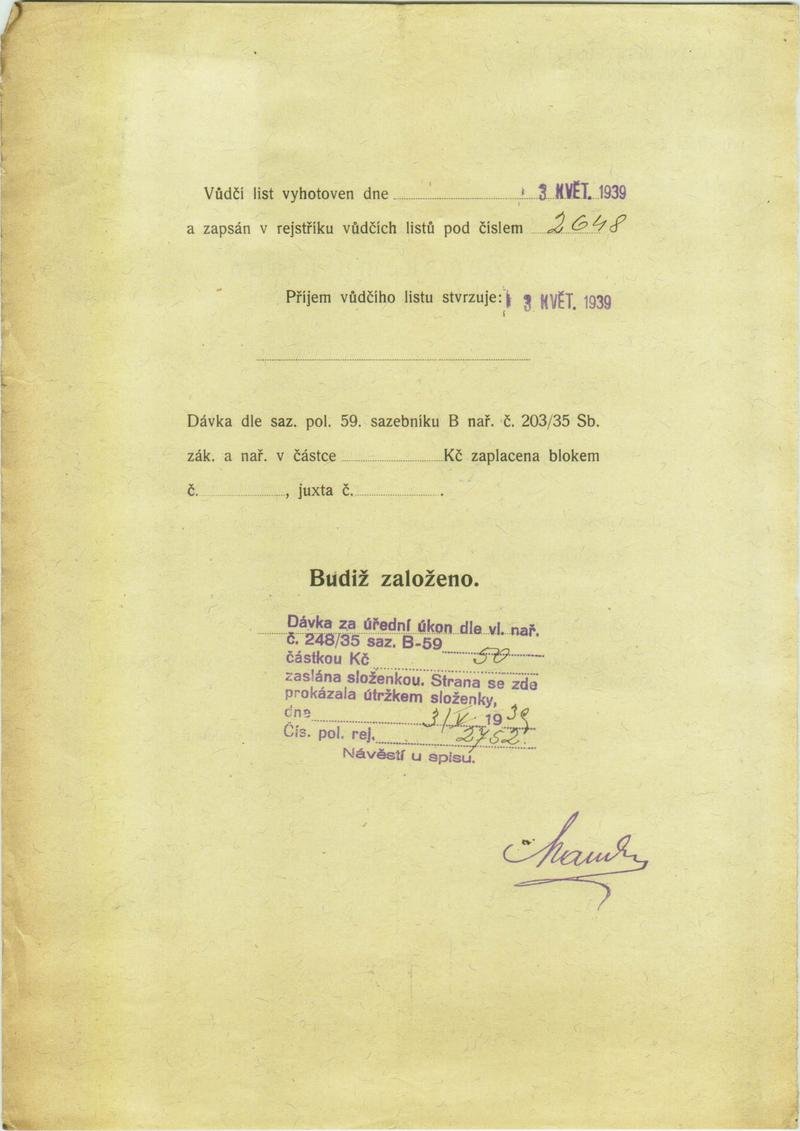 Vůdčí list vyhotoven dne 3 KVĚT. 1939
a zapsán v rejstříku vůdčích listů pod číslem 2648
Příjem vůdčího listu stvrzuje: 3 KVĚT. 1939
Dávka dle saz. pol. 59. sazebníku B nař. č. 203/35 Sb.
zák. a nař. v částce Kč zaplacena blokem
č. , juxta č. .
Budiž založeno.
Dávka za úřední úkon dle vl. nař.
č. 248/35 saz. B-59
částkou Kč 50
zaslána složenkou. Strana se zde
prokázala útržkem složenky,
dne 3/V. 1939
Čís. pol. rej. 2752.
Návěstí u spisu.